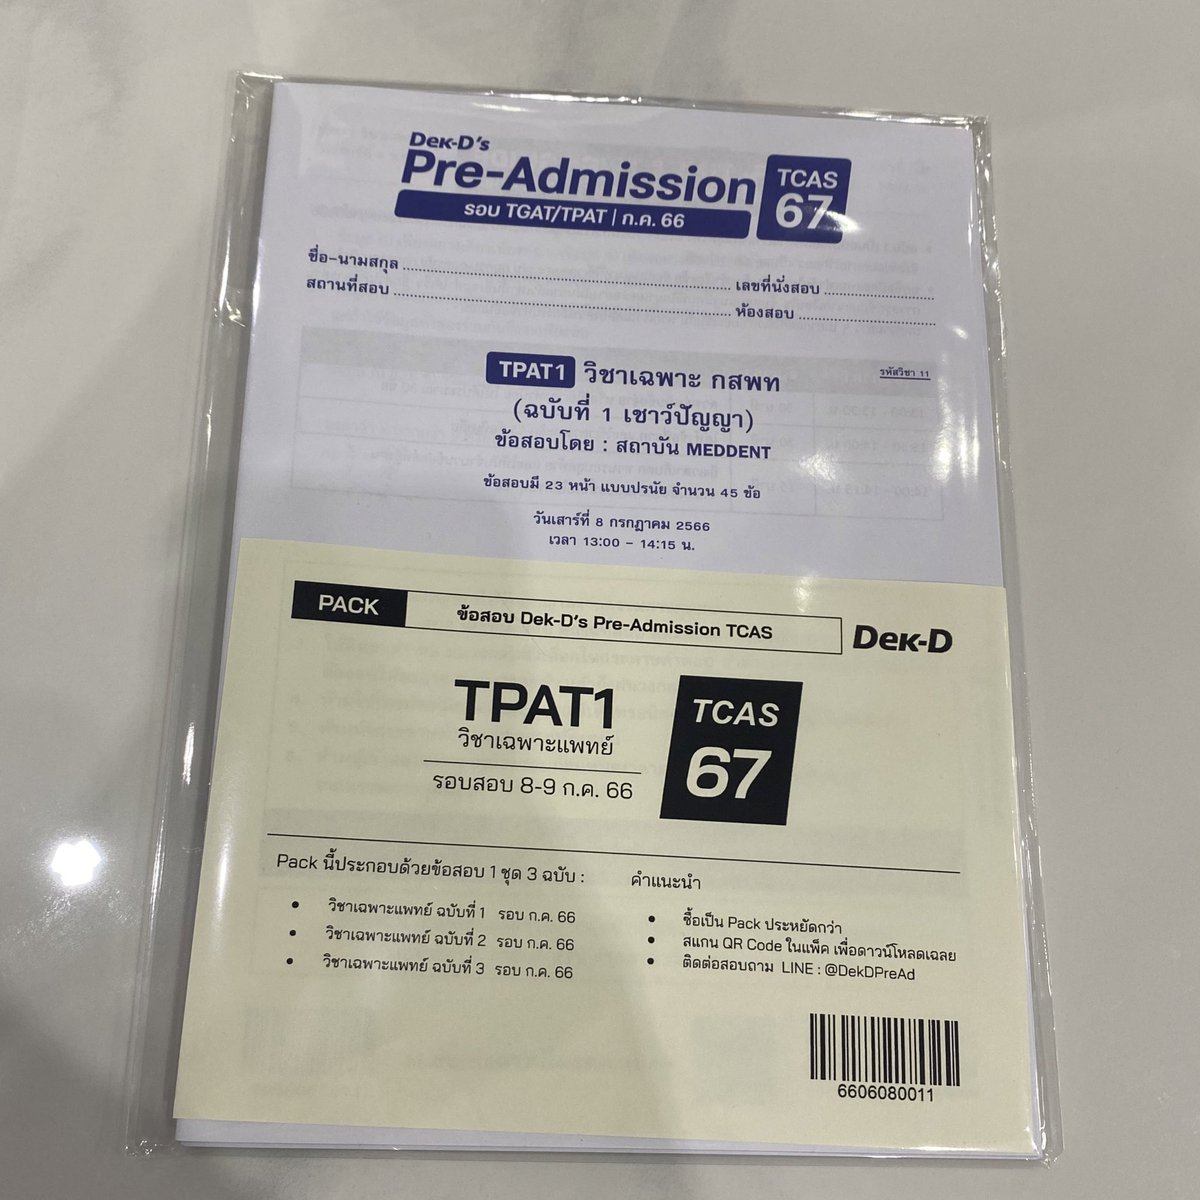 Dek-D's
Pre-Admission
TCAS
67
รอบ TGAT/TPAT | ก.ค. 66
ชื่อ-นามสกุล ........ เลขที่นั่งสอบ ........
สถานที่สอบ ........ ห้องสอบ ........
รหัสวิชา 11
TPAT1 วิชาเฉพาะ กสพท
(ฉบับที่ 1 เชาว์ปัญญา)
ข้อสอบโดย : สถาบัน MEDDENT
ข้อสอบมี 23 หน้า แบบปรนัย จำนวน 45 ข้อ
วันเสาร์ที่ 8 กรกฎาคม 2566
เวลา 13:00 - 14:15 น.
PACK ข้อสอบ Dek-D's Pre-Admission TCAS Dek-D
TPAT1
วิชาเฉพาะแพทย์
รอบสอบ 8-9 ก.ค. 66
TCAS
67
Pack นี้ประกอบด้วยข้อสอบ 1 ชุด 3 ฉบับ :
• วิชาเฉพาะแพทย์ ฉบับที่ 1 รอบ ก.ค. 66
• วิชาเฉพาะแพทย์ ฉบับที่ 2 รอบ ก.ค. 66
• วิชาเฉพาะแพทย์ ฉบับที่ 3 รอบ ก.ค. 66
คำแนะนำ
• ซื้อเป็น Pack ประหยัดกว่า
• สแกน QR Code ในแพ็ค เพื่อดาวน์โหลดเฉลย
• ติดต่อสอบถาม LINE : @DekDPreAd
6606080011